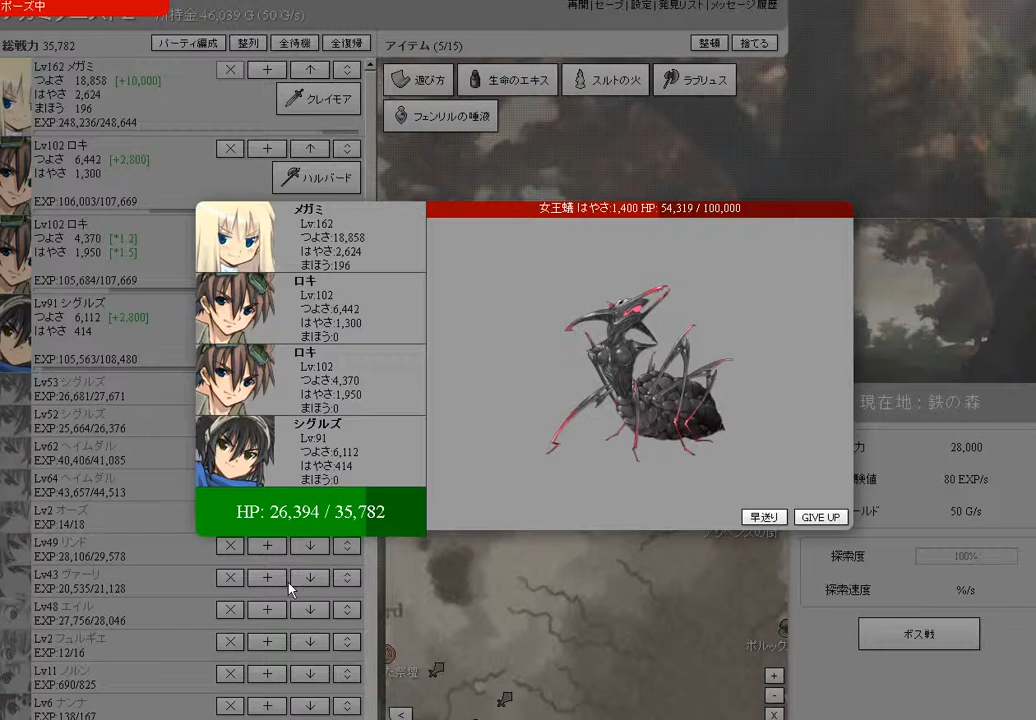 ポーズ中
所持金 46,039 G (50 G/s)
再開|セーブ|設定|発見リスト|メッセージ履歴
総戦力 35,782
パーティ編成 整列 全待機 全復帰
アイテム (5/15)
整頓 捨てる
遊び方 生命のエキス スルトの火 ラブリュス
フェンリルの唾液
Lv162 メガミ
つよさ 18,858 [+10,000]
はやさ 2,624
まほう 196
EXP:248,236/248,644
クレイモア
Lv102 ロキ
つよさ 6,442 [+2,800]
はやさ 1,300
EXP:106,003/107,669
ハルバード
Lv102 ロキ
つよさ 4,370 [*1.2]
はやさ 1,950 [*1.5]
EXP:105,684/107,669
Lv91 シグルズ
つよさ 6,112 [+2,800]
はやさ 414
EXP:105,563/108,480
Lv53 シグルズ
EXP:26,681/27,671
Lv52 シグルズ
EXP:25,664/26,376
Lv62 ヘイムダル
EXP:40,406/41,085
Lv64 ヘイムダル
EXP:43,657/44,513
Lv2 オーズ
EXP:14/18
Lv49 リンド
EXP:28,106/29,578
Lv43 ヴァーリ
EXP:20,535/21,128
Lv48 エイル
EXP:27,756/28,046
Lv2 フュルギエ
EXP:12/16
Lv11 ノルン
EXP:690/825
Lv6 ナンナ
EXP:138/167
メガミ
Lv:162
つよさ:18,858
はやさ:2,624
まほう:196
ロキ
Lv:102
つよさ:6,442
はやさ:1,300
まほう:0
ロキ
Lv:102
つよさ:4,370
はやさ:1,950
まほう:0
シグルズ
Lv:91
つよさ:6,112
はやさ:414
まほう:0
HP: 26,394 / 35,782
女王蟻 はやさ:1,400 HP: 54,319 / 100,000
早送り GIVE UP
現在地：鉄の森
力 28,000
験値 80 EXP/s
ールド 50 G/s
探索度 100%
探索速度 %/s
ボス戦
た祭壇
ポルック